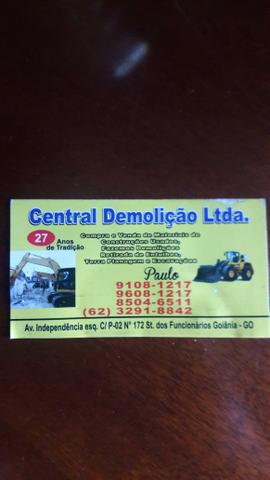 Central Demolição Ltda.
27 Anos de Tradição
Compra e Venda de Materiais de
Construções Usados,
Fazemos Demolições
Retirada de Entulhos,
Terra Planagem e Escavações
Paulo
9108-1217
9608-1217
8504-6511
(62) 3291-8842
Av. Independência esq. C/ P-02 N° 172 St. dos Funcionários Goiânia - GO